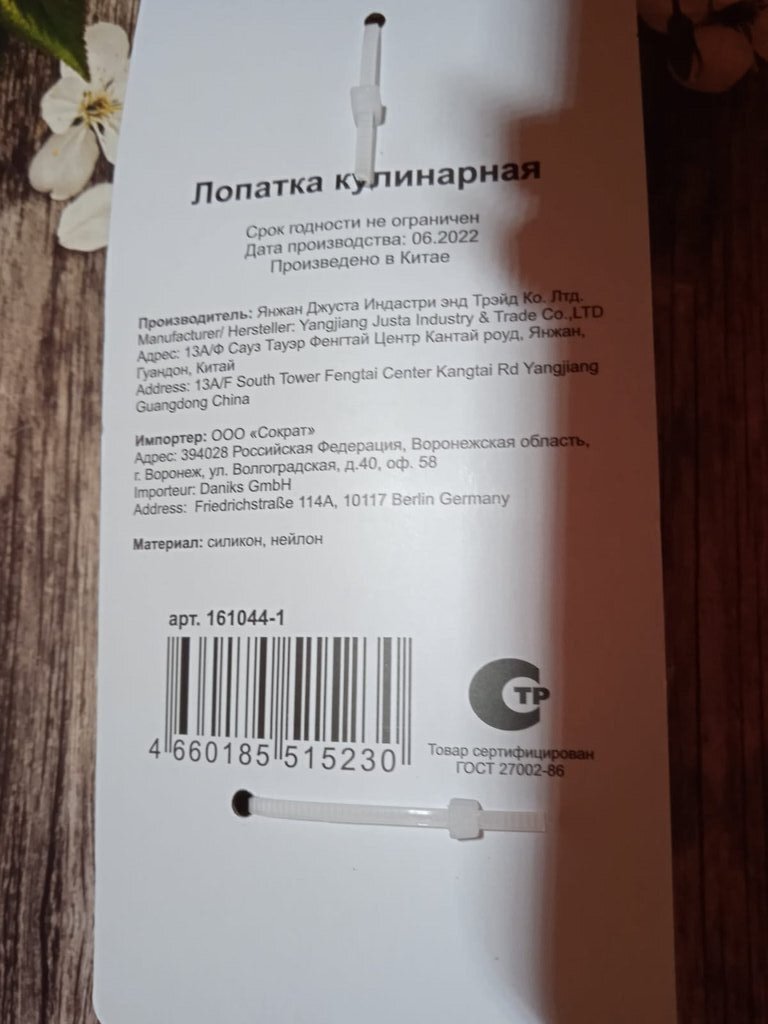 Лопатка кулинарная
Срок годности не ограничен
Дата производства: 06.2022
Произведено в Китае
Производитель: Янжан Джуста Индастри энд Трэйд Ко. Лтд.
Manufacturer/ Hersteller: Yangjiang Justa Industry & Trade Co.,LTD
Адрес: 13А/Ф Сауз Тауэр Фенгтай Центр Кантай роуд, Янжан,
Гуандон, Китай
Address: 13A/F South Tower Fengtai Center Kangtai Rd Yangjiang
Guangdong China
Импортер: ООО «Сократ»
Адрес: 394028 Российская Федерация, Воронежская область,
г. Воронеж, ул. Волгоградская, д.40, оф. 58
Importeur: Daniks GmbH
Address: Friedrichstraße 114A, 10117 Berlin Germany
Материал: силикон, нейлон
арт. 161044-1
4 660185 515230
СТР
Товар сертифицирован
ГОСТ 27002-86